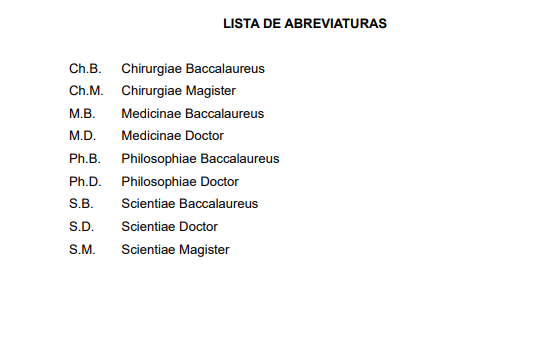 LISTA DE ABREVIATURAS
Ch.B. Chirurgiae Baccalaureus
Ch.M. Chirurgiae Magister
M.B. Medicinae Baccalaureus
M.D. Medicinae Doctor
Ph.B. Philosophiae Baccalaureus
Ph.D. Philosophiae Doctor
S.B. Scientiae Baccalaureus
S.D. Scientiae Doctor
S.M. Scientiae Magister